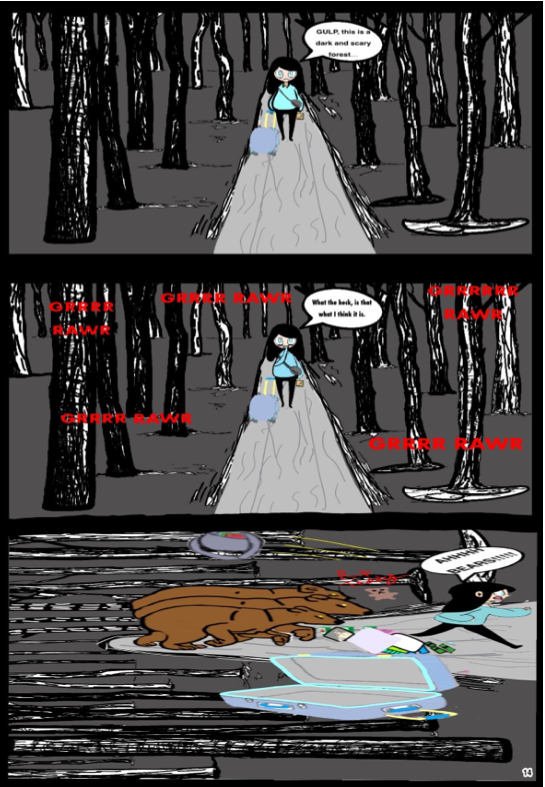 GULP, this is a
dark and scary
forest...
GRRRR
RAWR
GRRRR RAWR
What the heck, is that
what I think it is.
GRRRRRR
RAWR
GRRRR RAWR
GRRRR RAWR
AHHHH
BEARS!!!!!
14